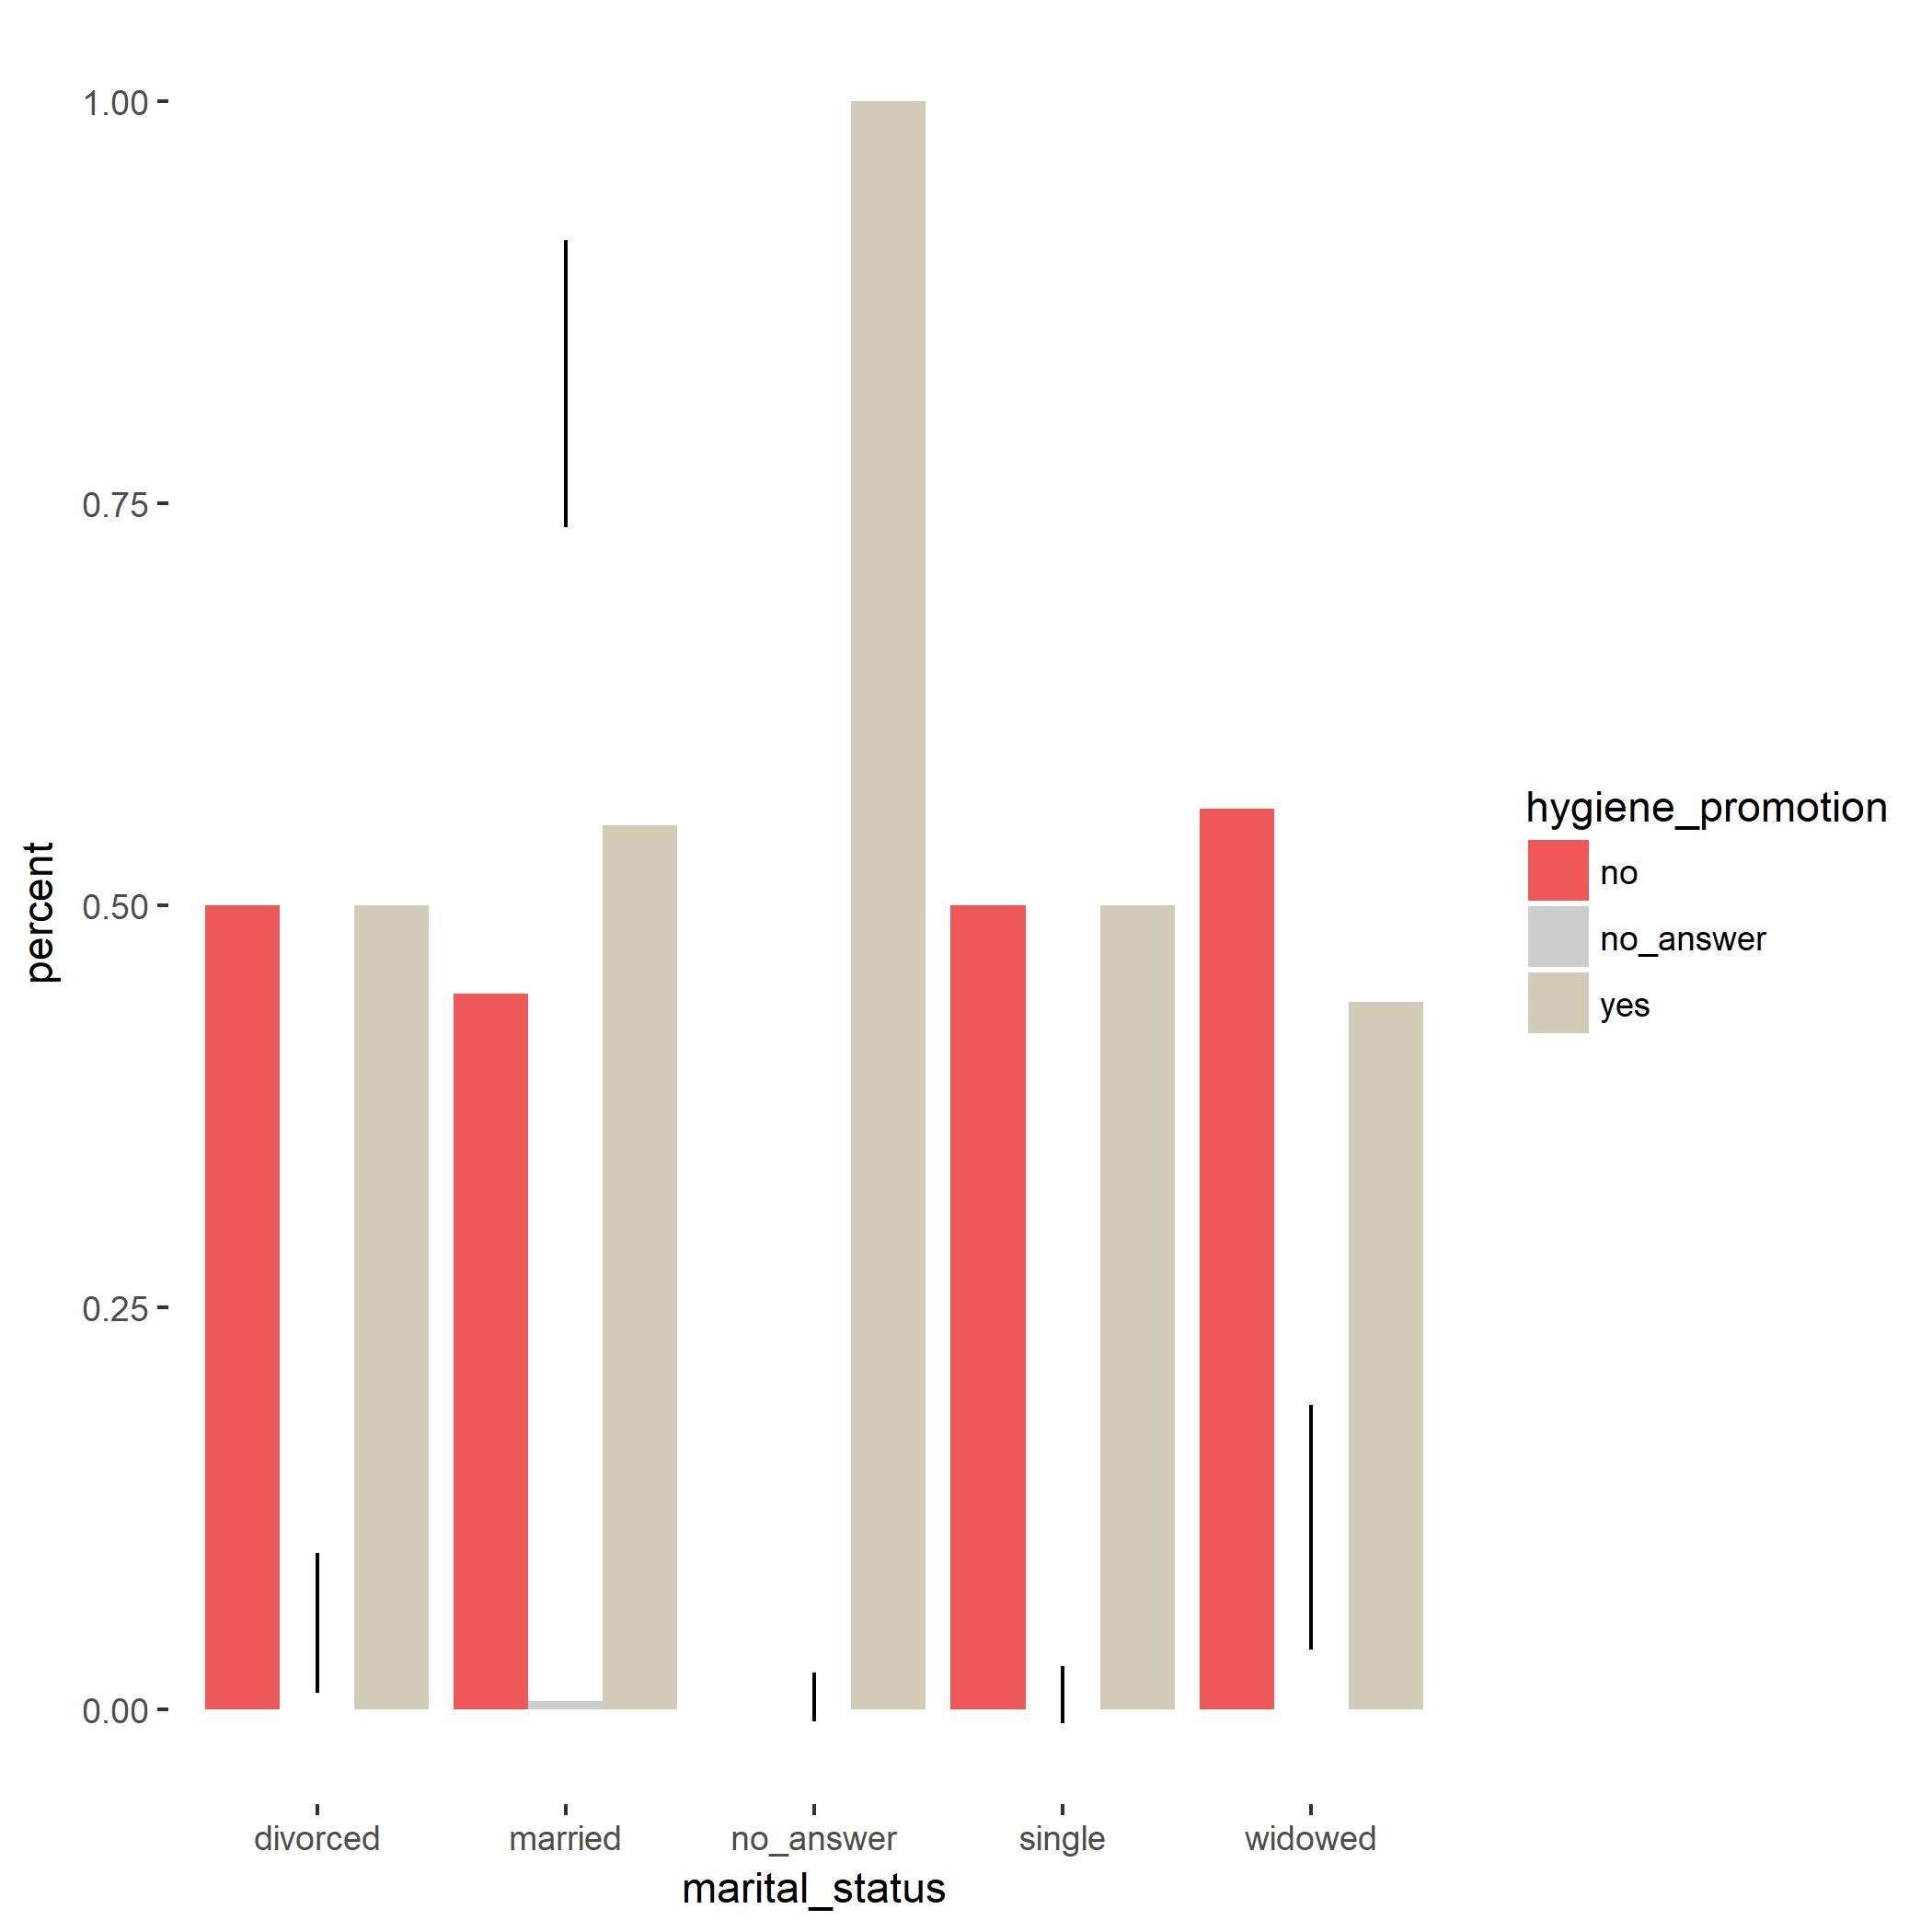 1.00
0.75
0.50
0.25
0.00
percent
divorced
married
no_answer
single
widowed
marital_status
hygiene_promotion
no
no_answer
yes